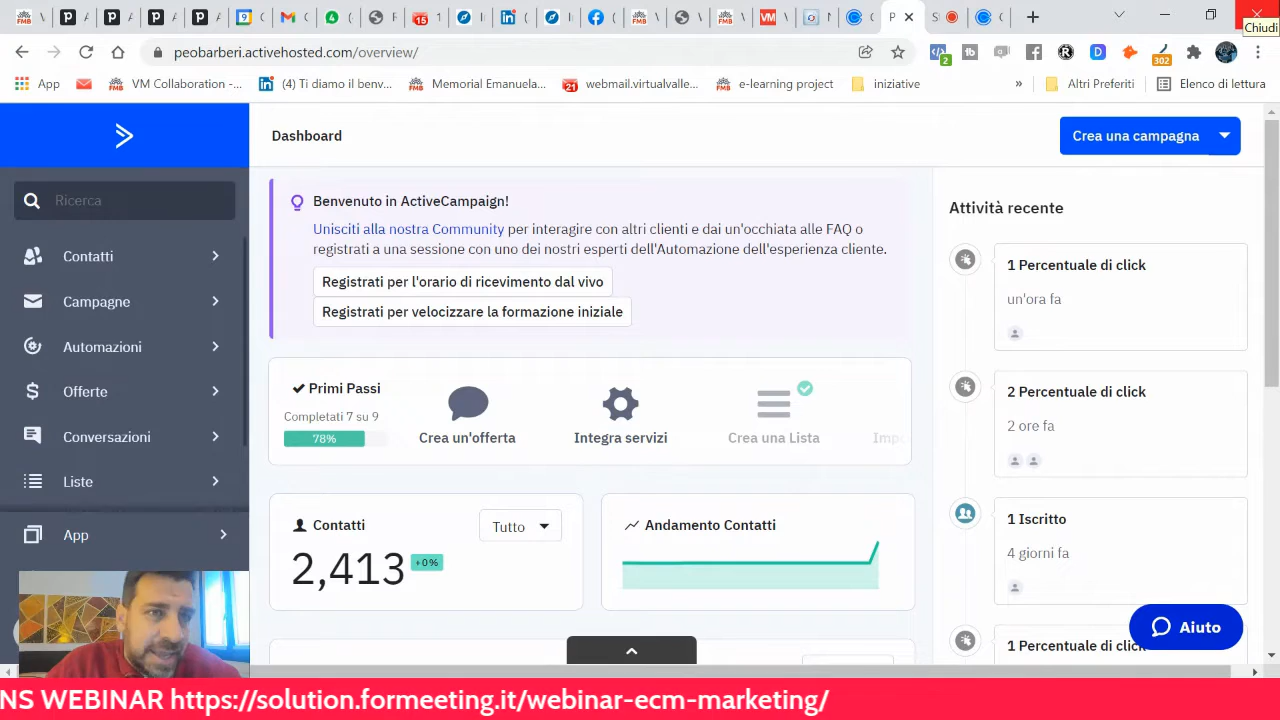 Chiudi
peobarberi.activehosted.com/overview/
2
302
App
VM Collaboration -...
(4) Ti diamo il benv...
Memorial Emanuela...
21
webmail.virtualvalle...
e-learning project
iniziative
»
Altri Preferiti
Elenco di lettura
Dashboard
Crea una campagna
Ricerca
Contatti
Campagne
Automazioni
Offerte
Conversazioni
Liste
App
Benvenuto in ActiveCampaign!
Unisciti alla nostra Community per interagire con altri clienti e dai un'occhiata alle FAQ o
registrati a una sessione con uno dei nostri esperti dell'Automazione dell'esperienza cliente.
Registrati per l'orario di ricevimento dal vivo
Registrati per velocizzare la formazione iniziale
Primi Passi
Completati 7 su 9
78%
Crea un'offerta
Integra servizi
Crea una Lista
Contatti
Tutto
2,413
+0%
Andamento Contatti
Attività recente
1 Percentuale di click
un'ora fa
2 Percentuale di click
2 ore fa
1 Iscritto
4 giorni fa
1 Percentuale di click
Aiuto
NS WEBINAR https://solution.formeeting.it/webinar-ecm-marketing/